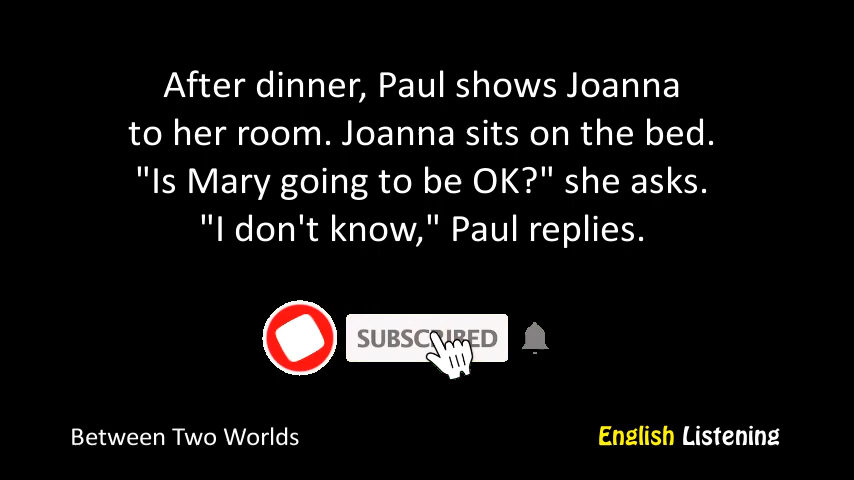 After dinner, Paul shows Joanna
to her room. Joanna sits on the bed.
"Is Mary going to be OK?" she asks.
"I don't know," Paul replies.
SUBSCRIBED
Between Two Worlds
English Listening